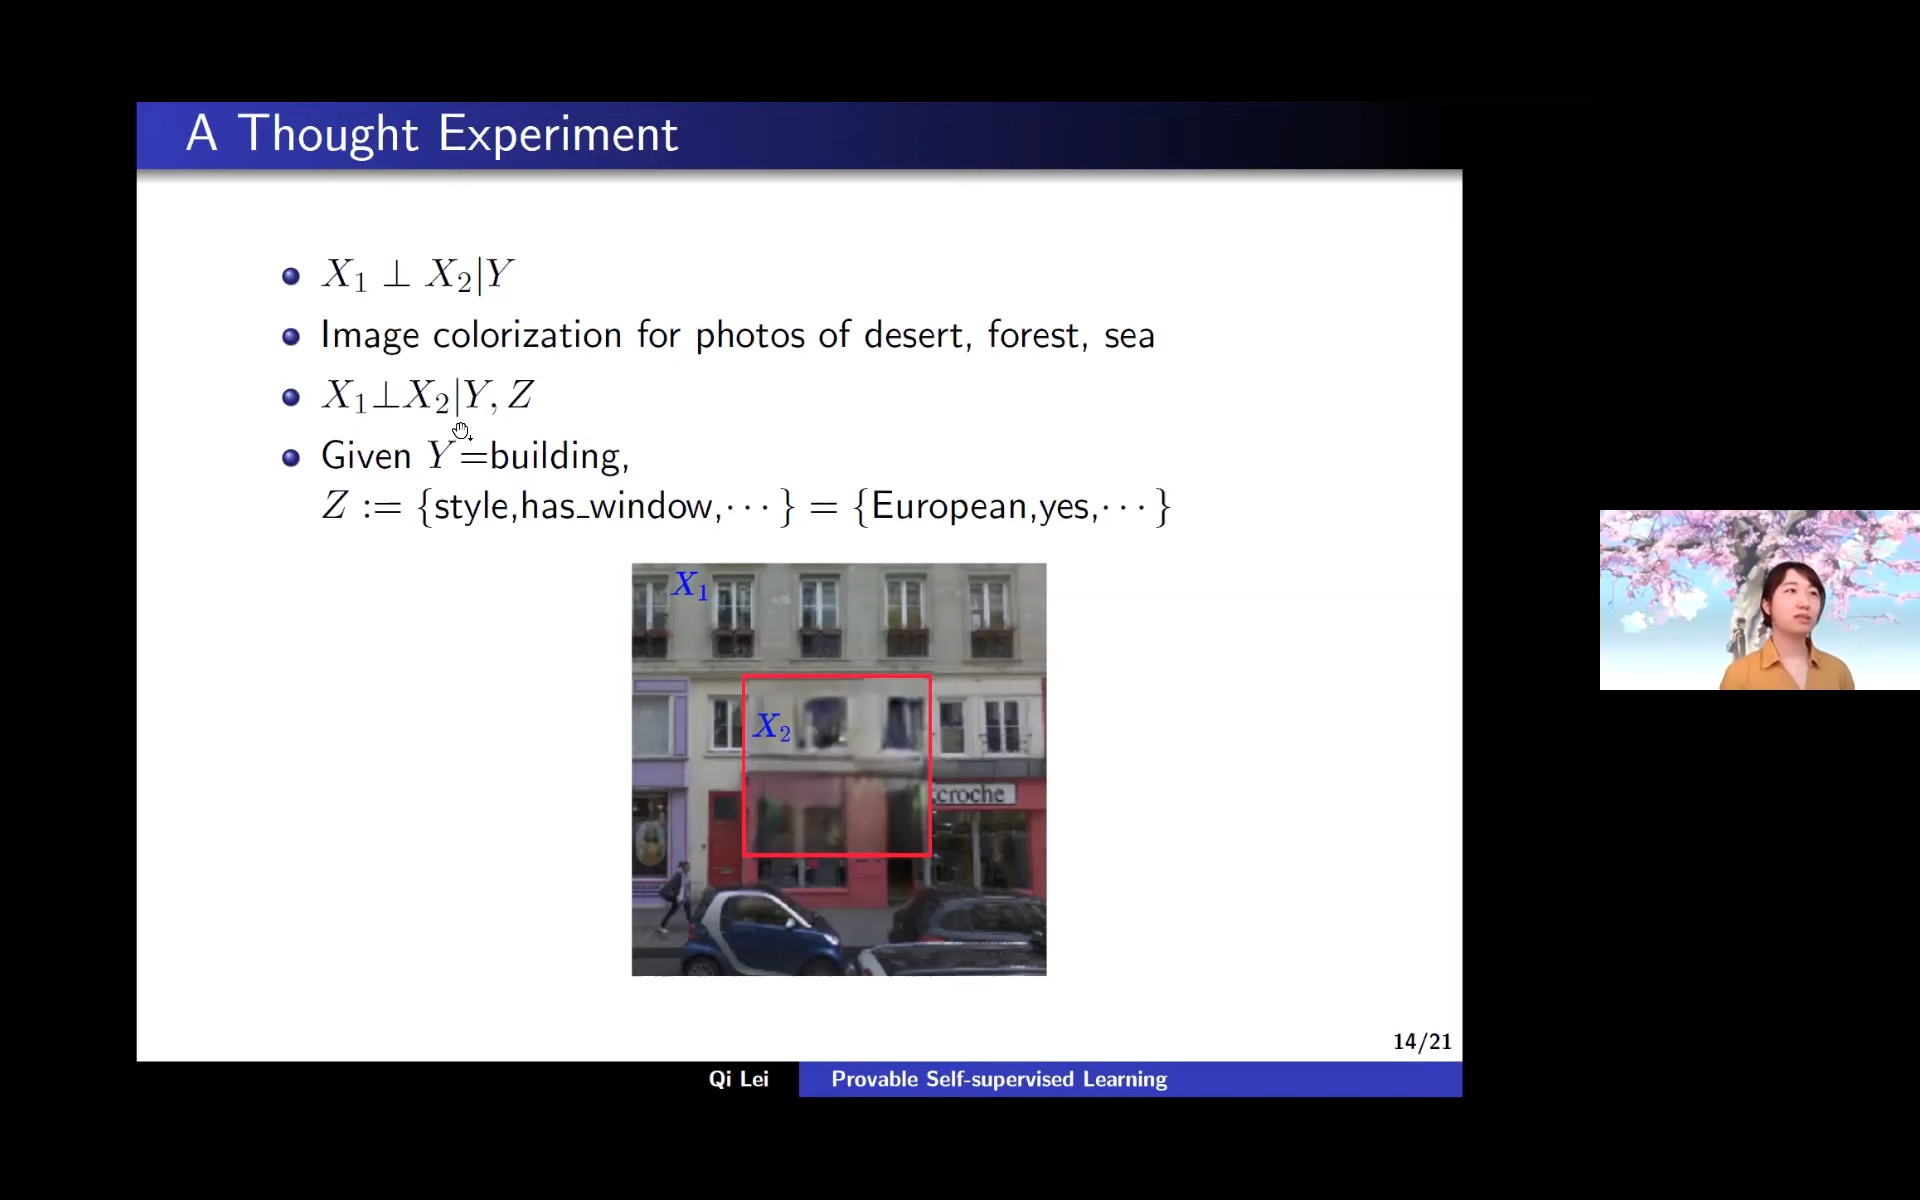 A Thought Experiment
X₁ ⊥ X₂|Y
Image colorization for photos of desert, forest, sea
X₁⊥X₂|Y, Z
Given Y=building,
Z := {style,has_window,··· } = {European,yes,··· }
X₁
X₂
croche
14/21
Qi Lei
Provable Self-supervised Learning